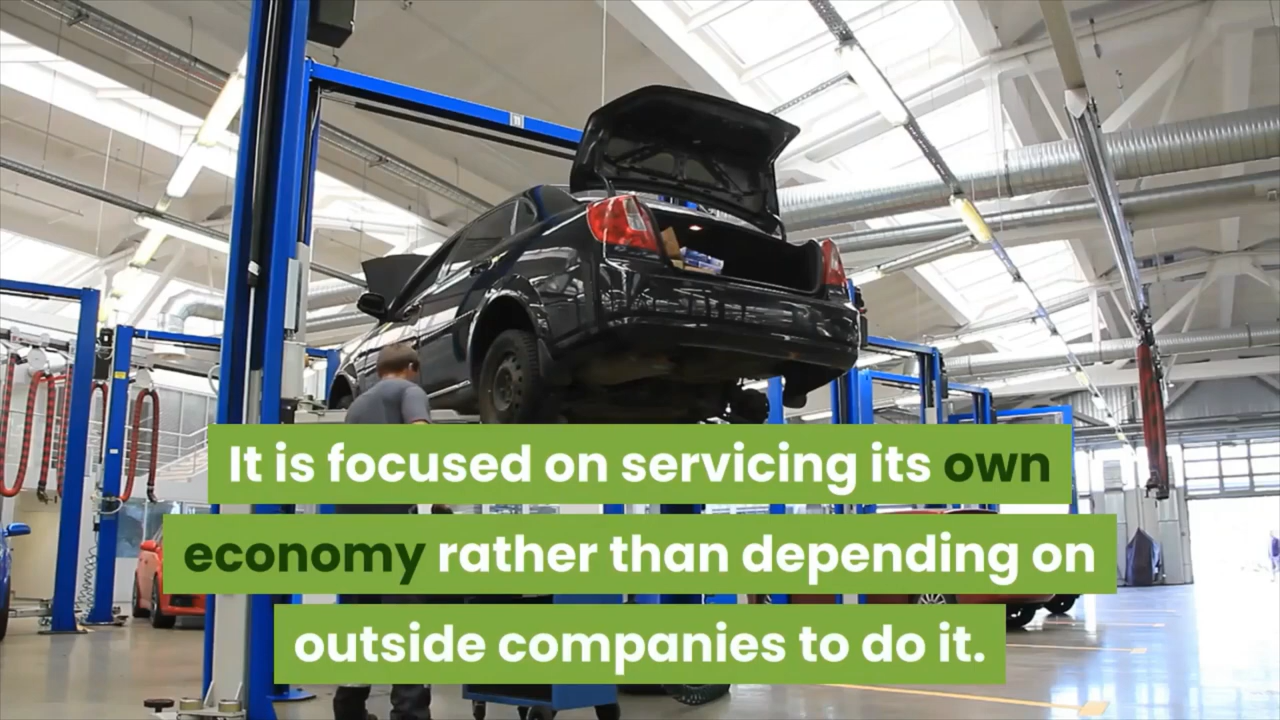 It is focused on servicing its own
economy rather than depending on
outside companies to do it.